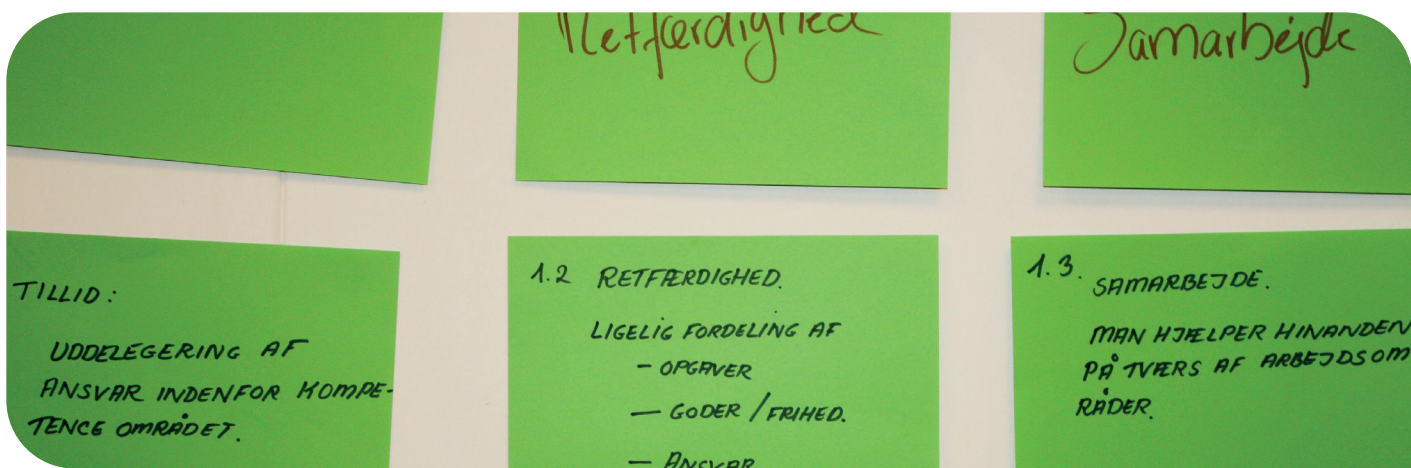 Retfærdighed
Samarbejde
TILLID:
UDDELEGERING AF
ANSVAR INDENFOR KOMPE-
TENCE OMRÅDET.
1.2 RETFÆRDIGHED.
LIGELIG FORDELING AF
- OPGAVER
- GODER / FRIHED.
- ANSVAR
1.3. SAMARBEJDE.
MAN HJÆLPER HINANDEN
PÅ TVÆRS AF ARBEJDSOM
RÅDER.